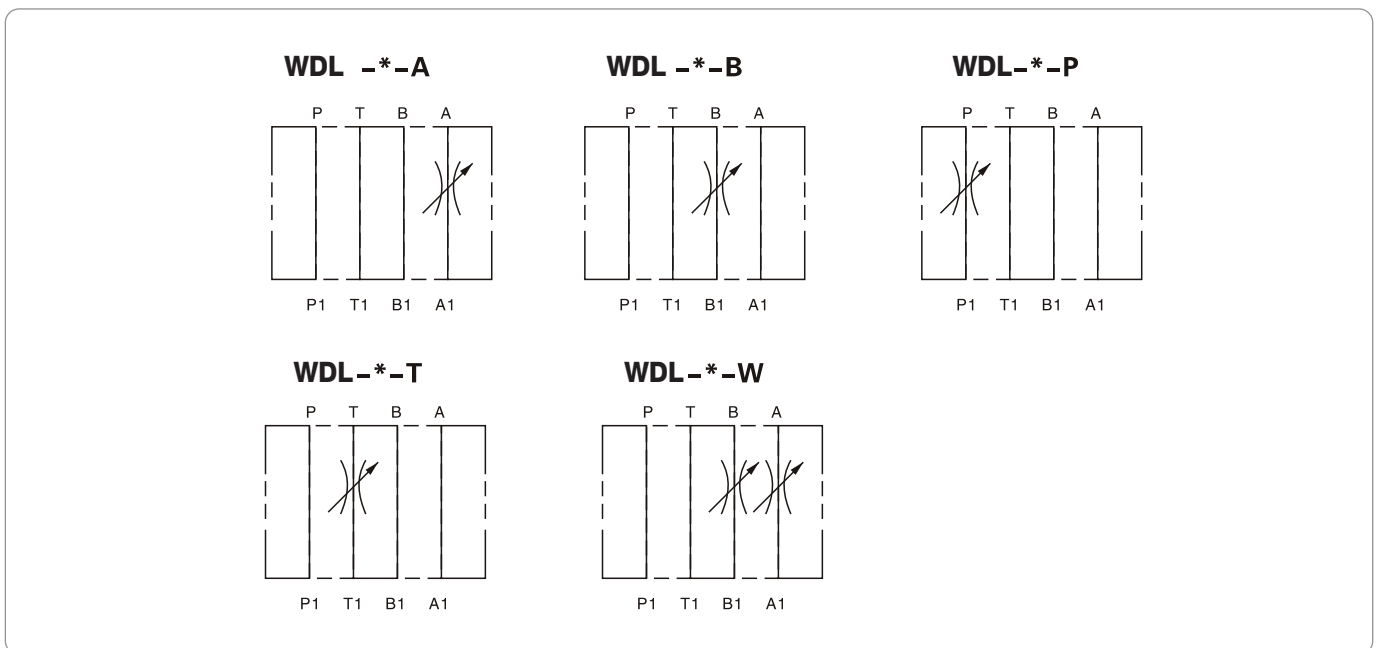 WDL -*-A
P T B A
P1 T1 B1 A1
WDL -*-B
P T B A
P1 T1 B1 A1
WDL-*-P
P T B A
P1 T1 B1 A1
WDL-*-T
P T B A
P1 T1 B1 A1
WDL-*-W
P T B A
P1 T1 B1 A1